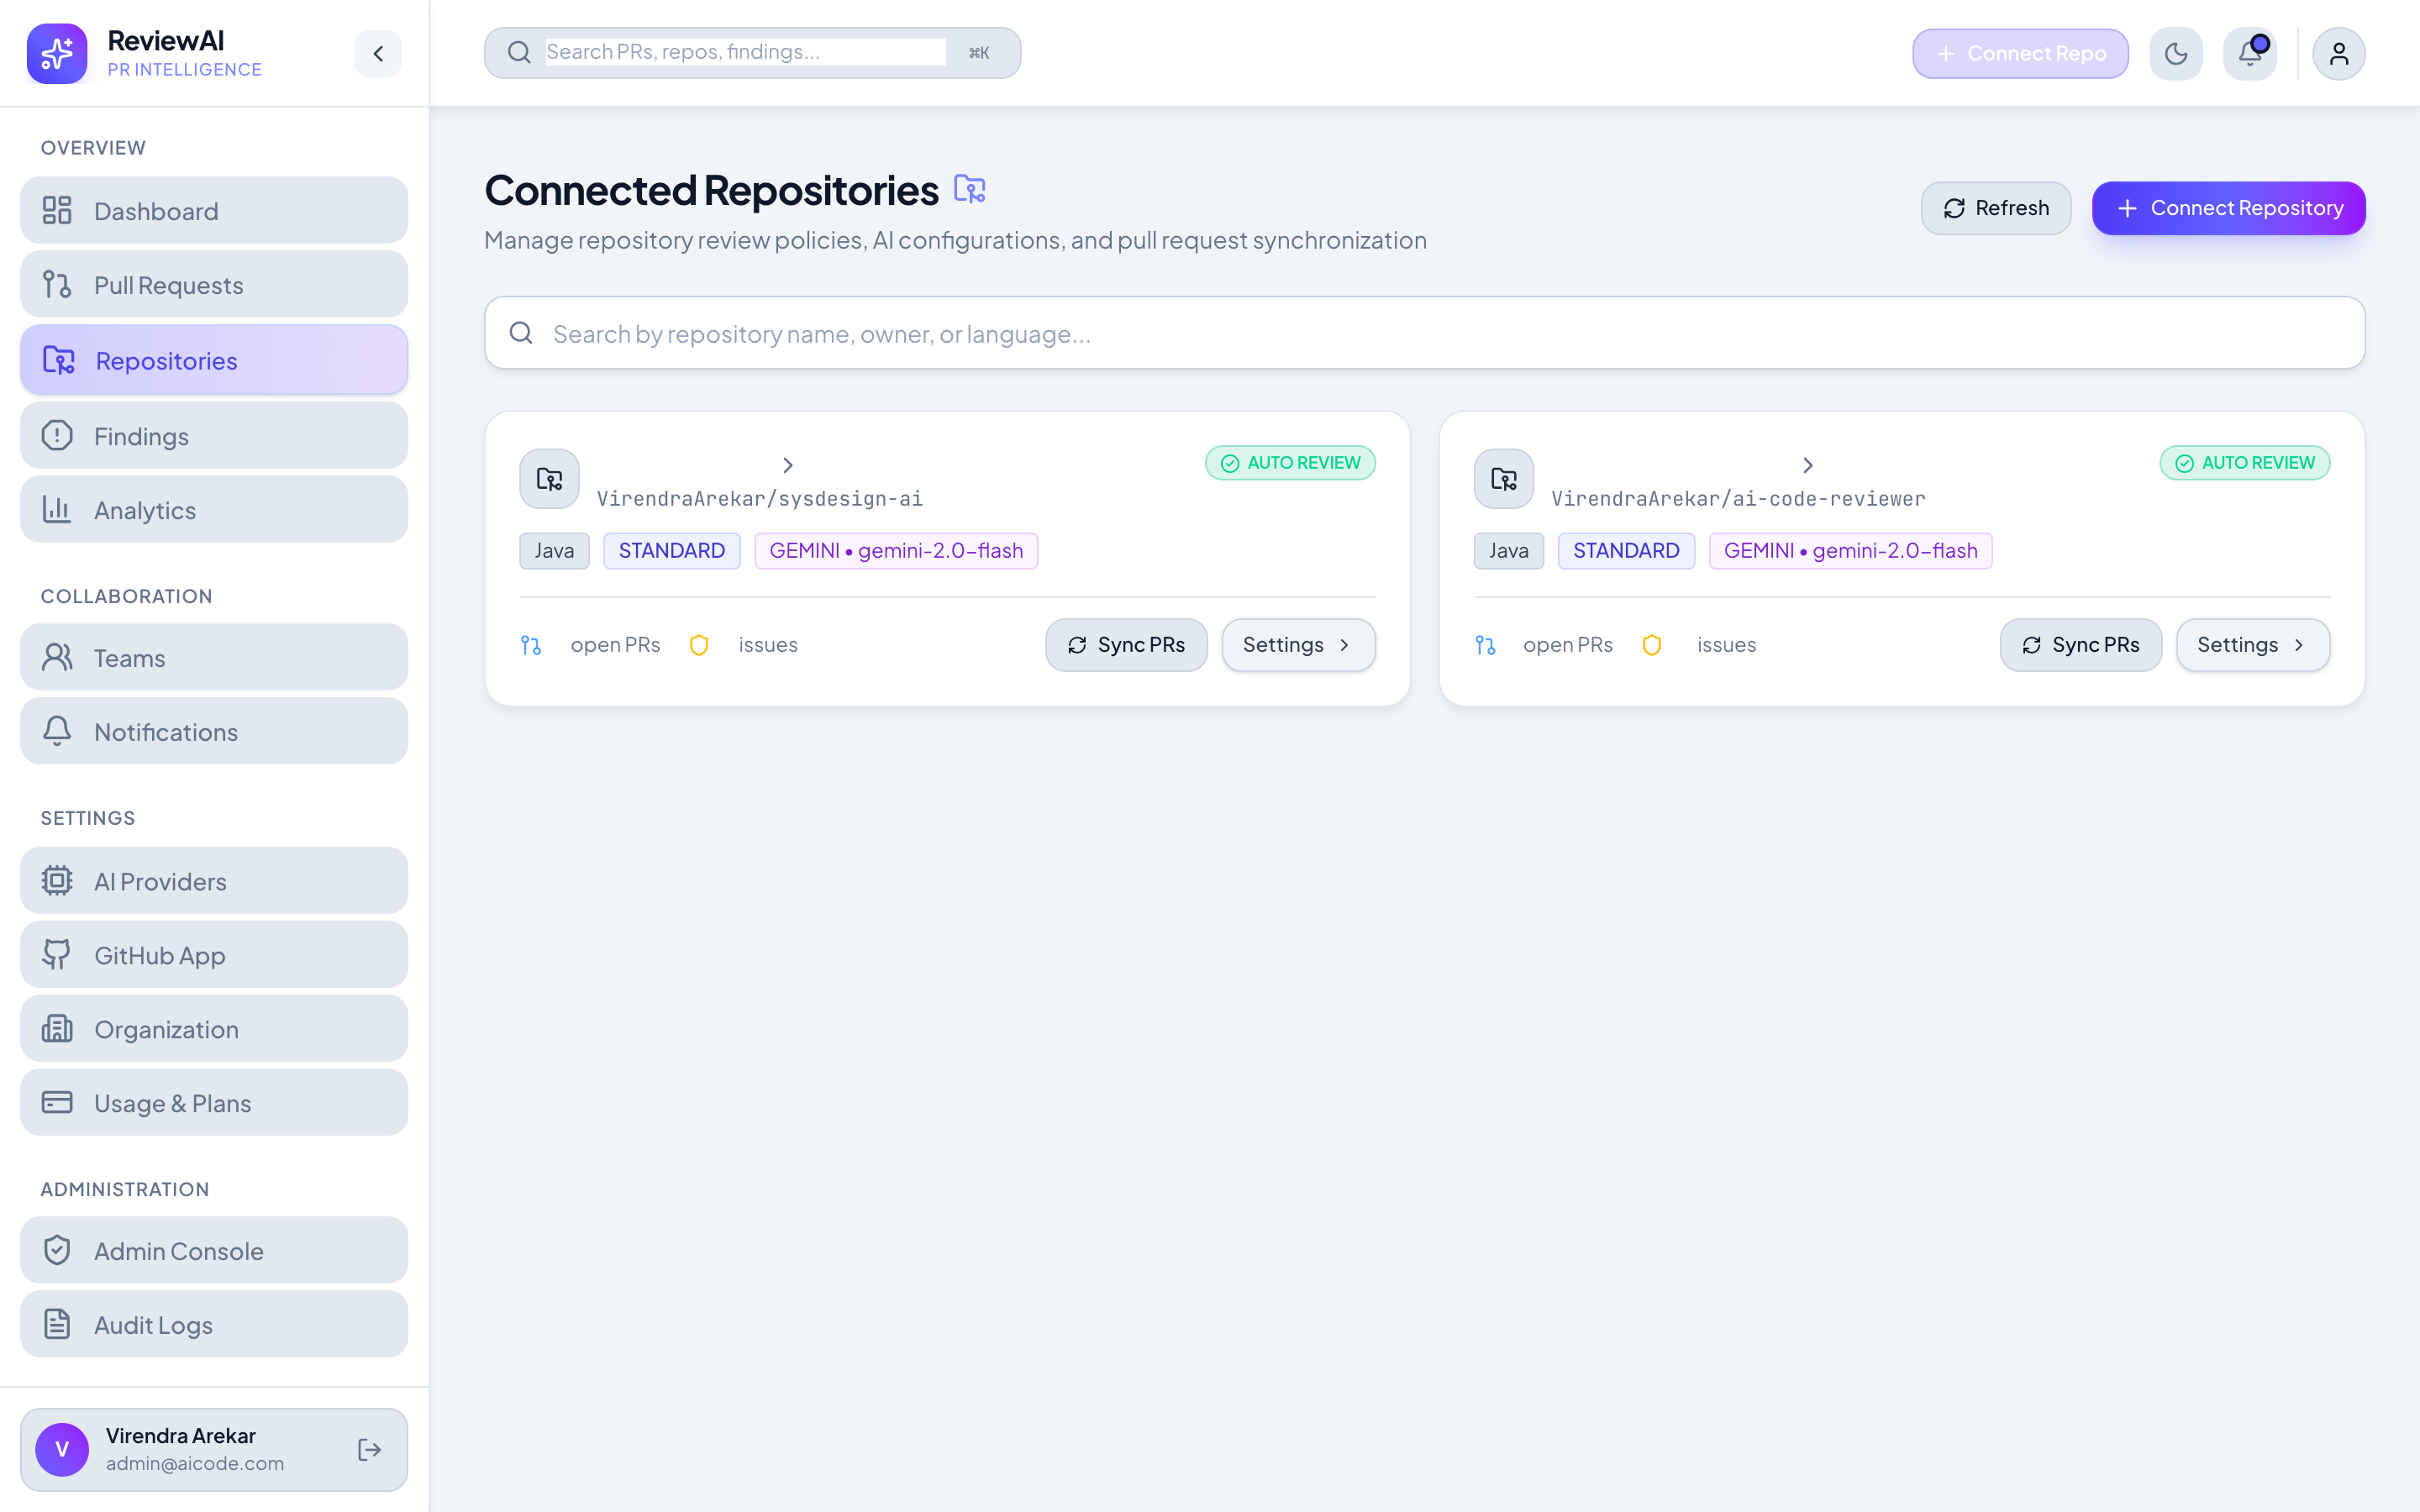 ReviewAI
PR INTELLIGENCE
Search PRs, repos, findings...
⌘K
+ Connect Repo
OVERVIEW
Dashboard
Pull Requests
Repositories
Findings
Analytics
COLLABORATION
Teams
Notifications
SETTINGS
AI Providers
GitHub App
Organization
Usage & Plans
ADMINISTRATION
Admin Console
Audit Logs
V
Virendra Arekar
admin@aicode.com
Connected Repositories
Manage repository review policies, AI configurations, and pull request synchronization
Refresh
+ Connect Repository
Search by repository name, owner, or language...
AUTO REVIEW
VirendraArekar/sysdesign-ai
Java STANDARD GEMINI • gemini-2.0-flash
open PRs issues Sync PRs Settings
AUTO REVIEW
VirendraArekar/ai-code-reviewer
Java STANDARD GEMINI • gemini-2.0-flash
open PRs issues Sync PRs Settings